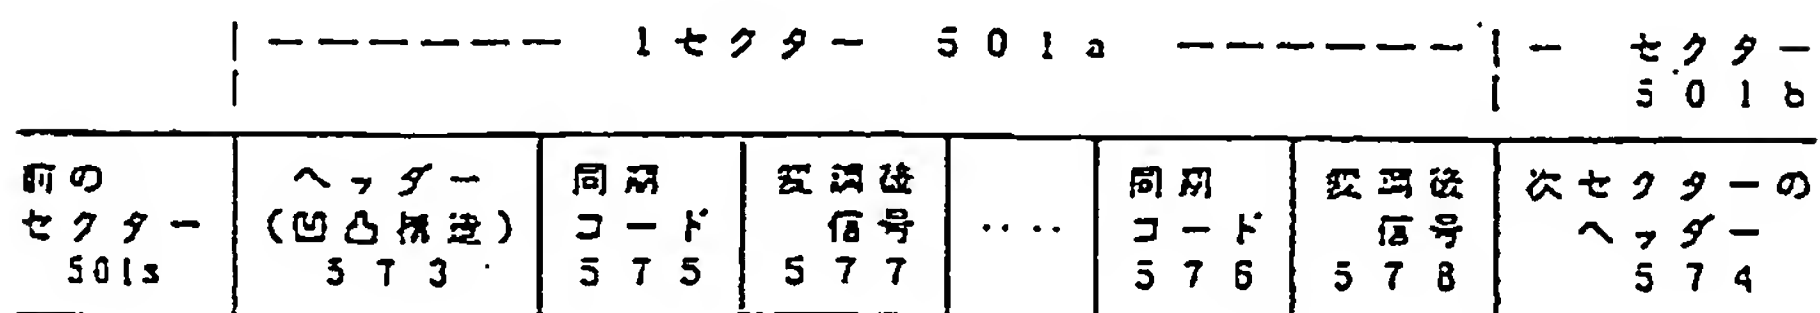 1セクター 501a
セクター
501b
前の
セクター
501s
ヘッダー
(凹凸構造)
573
同期
コード
575
変調後
信号
577
....
同期
コード
576
変調後
信号
578
次セクターの
ヘッダー
574